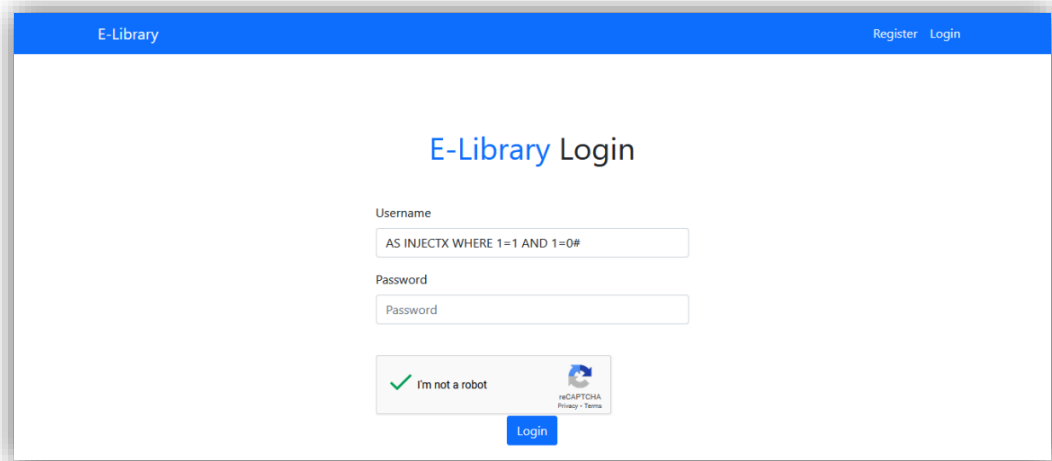 E-Library Register Login
E-Library Login
Username
AS INJECTX WHERE 1=1 AND 1=0#
Password
Password
I'm not a robot
reCAPTCHA
Privacy - Terms
Login